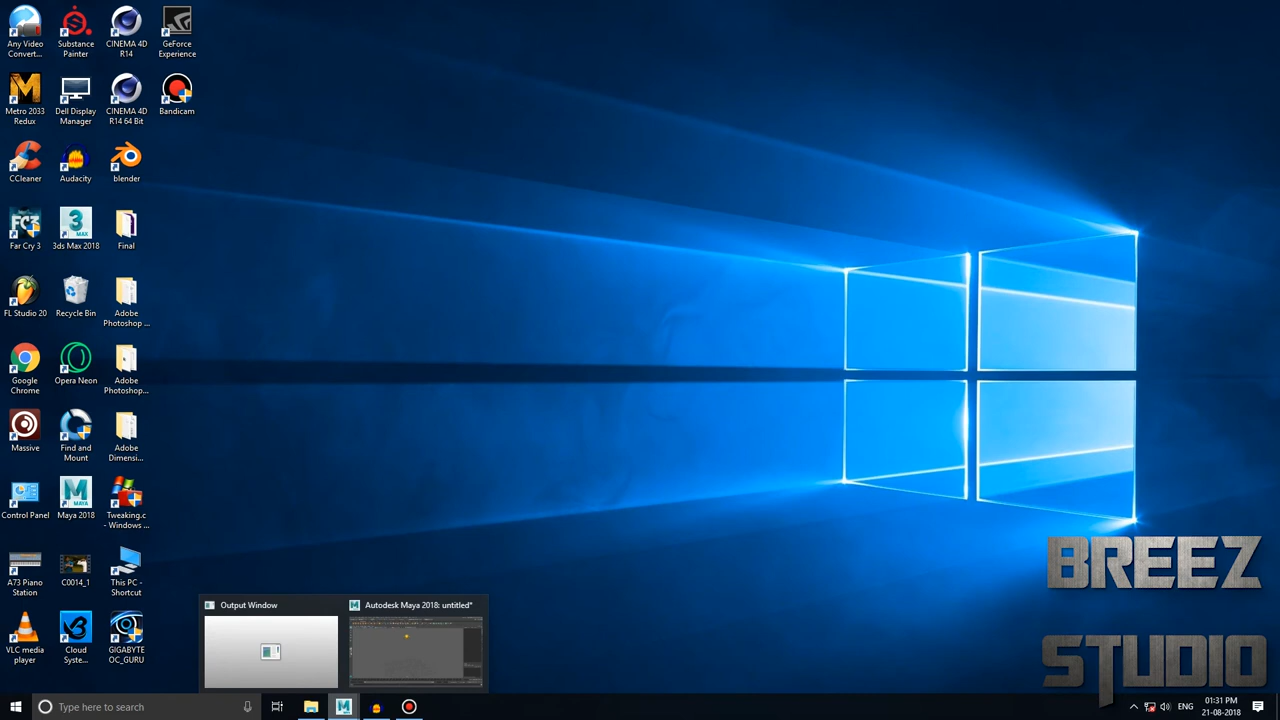 Any Video
Convert...
Substance
Painter
CINEMA 4D
R14
GeForce
Experience
Metro 2033
Redux
Dell Display
Manager
CINEMA 4D
R14 64 Bit
Bandicam
CCleaner
Audacity
blender
FC3
Far Cry 3
3
MAX
3ds Max 2018
Final
FL Studio 20
Recycle Bin
Adobe
Photoshop ...
Google
Chrome
Opera Neon
Adobe
Photoshop...
Massive
Find and
Mount
Adobe
Dimensi...
Control Panel
M
MAYA
Maya 2018
Tweaking.c
- Windows ...
A73 Piano
Station
C0014_1
This PC -
Shortcut
VLC media
player
Cloud
Syste...
GIGABYTE
OC_GURU
Output Window
Autodesk Maya 2018: untitled*
BREEZ
STUDIO
Type here to search
ENG
01:31 PM
21-08-2018